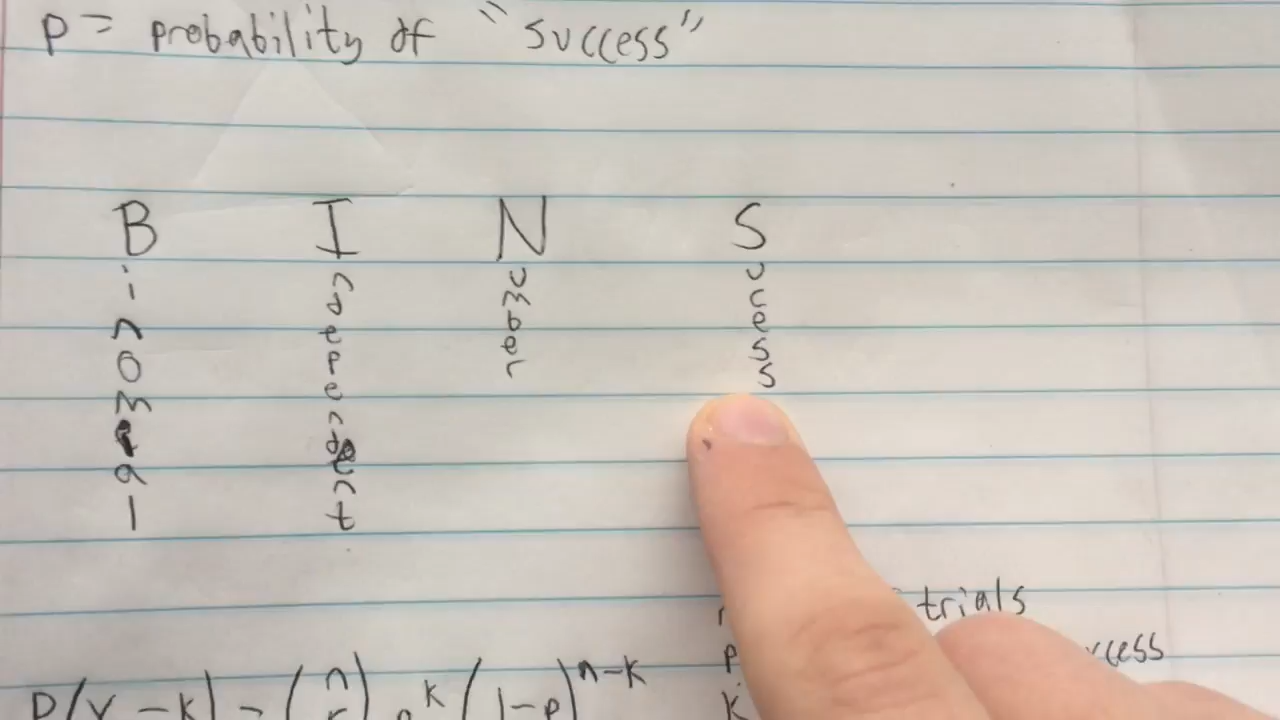 p = probability of "success"
B I N S
Binomial
Independent
Number
Success
trials
P(X = k) = (n
p^k (1-p)^n-k
p
k